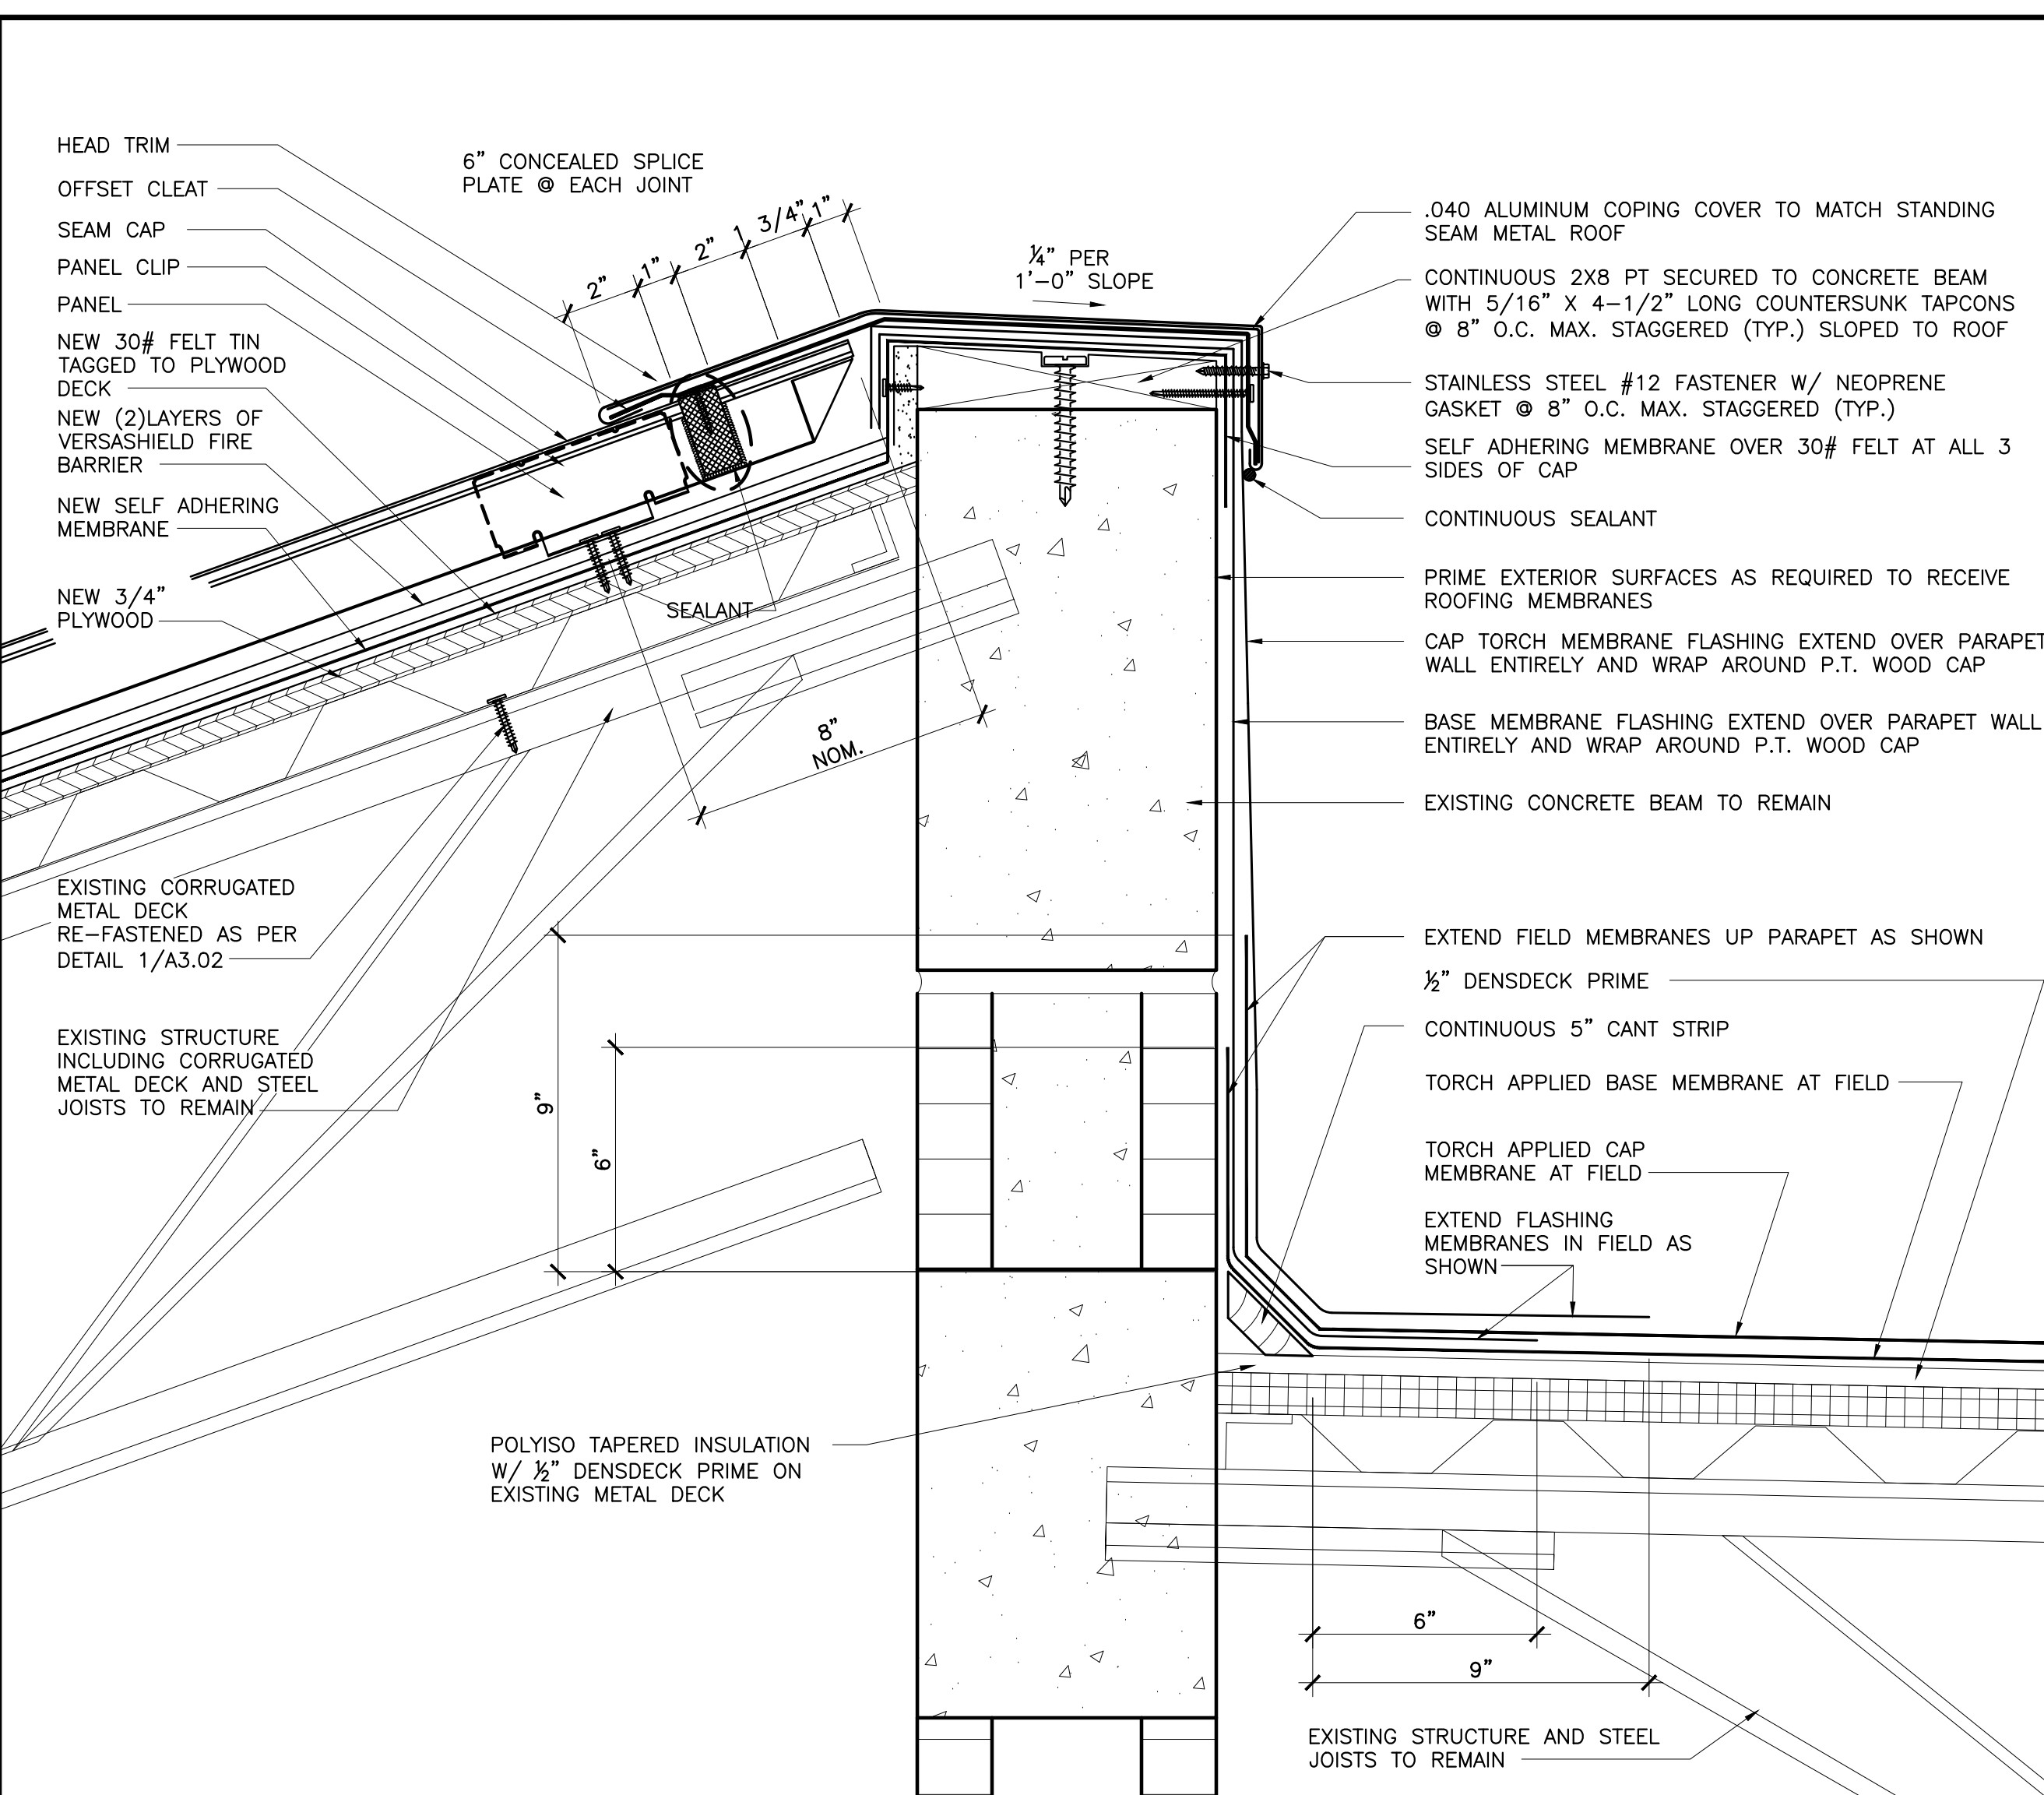 HEAD TRIM
OFFSET CLEAT
SEAM CAP
PANEL CLIP
PANEL
NEW 30# FELT TIN
TAGGED TO PLYWOOD
DECK
NEW (2)LAYERS OF
VERSASHIELD FIRE
BARRIER
NEW SELF ADHERING
MEMBRANE
NEW 3/4"
PLYWOOD
EXISTING CORRUGATED
METAL DECK
RE-FASTENED AS PER
DETAIL 1/A3.02
EXISTING STRUCTURE
INCLUDING CORRUGATED
METAL DECK AND STEEL
JOISTS TO REMAIN
6" CONCEALED SPLICE
PLATE @ EACH JOINT
2"
1"
2"
1 3/4"
1"
¼" PER
1'-0" SLOPE
SEALANT
8"
NOM.
9"
6"
POLYISO TAPERED INSULATION
W/ ½" DENSDECK PRIME ON
EXISTING METAL DECK
.040 ALUMINUM COPING COVER TO MATCH STANDING
SEAM METAL ROOF
CONTINUOUS 2X8 PT SECURED TO CONCRETE BEAM
WITH 5/16" X 4-1/2" LONG COUNTERSUNK TAPCONS
@ 8" O.C. MAX. STAGGERED (TYP.) SLOPED TO ROOF
STAINLESS STEEL #12 FASTENER W/ NEOPRENE
GASKET @ 8" O.C. MAX. STAGGERED (TYP.)
SELF ADHERING MEMBRANE OVER 30# FELT AT ALL 3
SIDES OF CAP
CONTINUOUS SEALANT
PRIME EXTERIOR SURFACES AS REQUIRED TO RECEIVE
ROOFING MEMBRANES
CAP TORCH MEMBRANE FLASHING EXTEND OVER PARAPET
WALL ENTIRELY AND WRAP AROUND P.T. WOOD CAP
BASE MEMBRANE FLASHING EXTEND OVER PARAPET WALL
ENTIRELY AND WRAP AROUND P.T. WOOD CAP
EXISTING CONCRETE BEAM TO REMAIN
EXTEND FIELD MEMBRANES UP PARAPET AS SHOWN
½" DENSDECK PRIME
CONTINUOUS 5" CANT STRIP
TORCH APPLIED BASE MEMBRANE AT FIELD
TORCH APPLIED CAP
MEMBRANE AT FIELD
EXTEND FLASHING
MEMBRANES IN FIELD AS
SHOWN
6"
9"
EXISTING STRUCTURE AND STEEL
JOISTS TO REMAIN